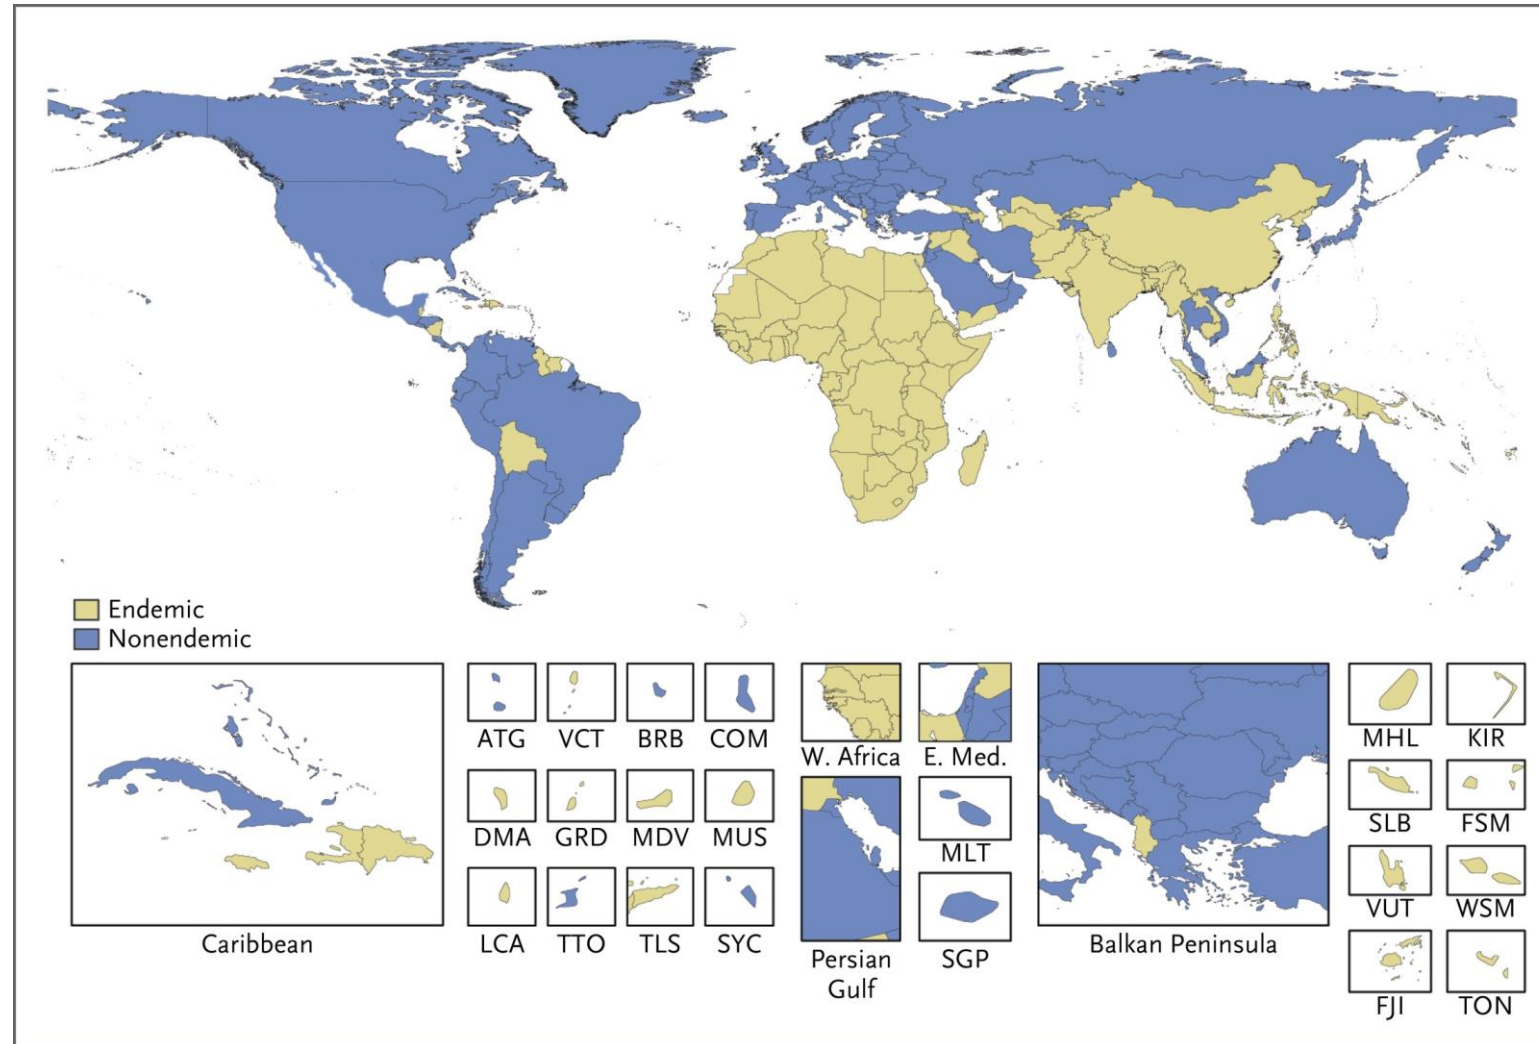 Endemic
Nonendemic
Caribbean
ATG
VCT
BRB
COM
DMA
GRD
MDV
MUS
LCA
TTO
TLS
SYC
W. Africa
E. Med.
Persian
Gulf
MLT
SGP
Balkan Peninsula
MHL
KIR
SLB
FSM
VUT
WSM
FJI
TON